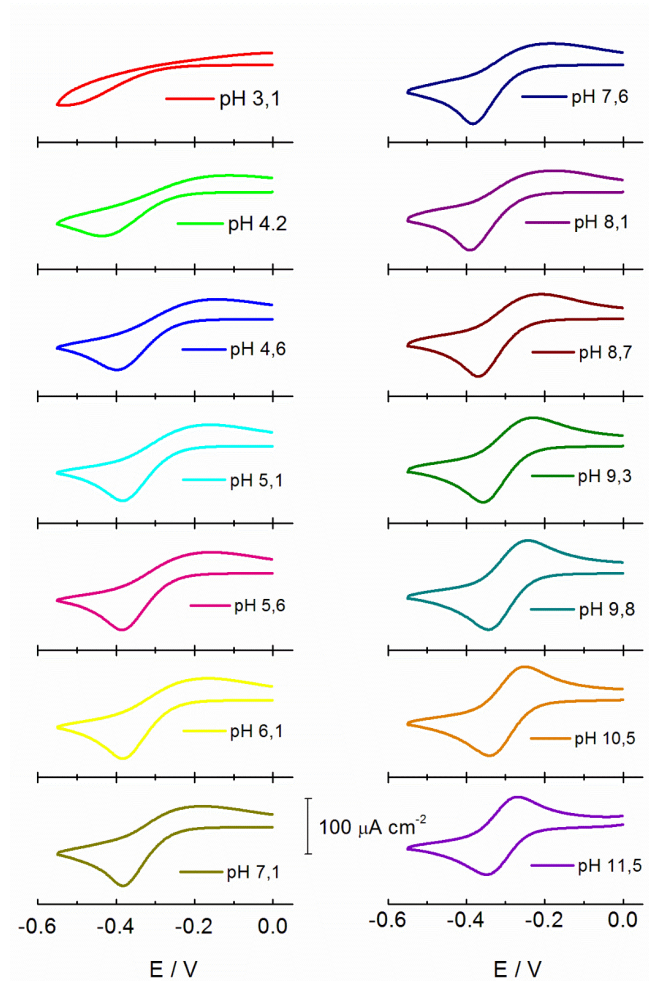 pH 3,1
pH 4.2
pH 4,6
pH 5,1
pH 5,6
pH 6,1
pH 7,1
-0.6 -0.4 -0.2 0.0
E / V
pH 7,6
pH 8,1
pH 8,7
pH 9,3
pH 9,8
pH 10,5
100 μA cm-2
pH 11,5
-0.6 -0.4 -0.2 0.0
E / V